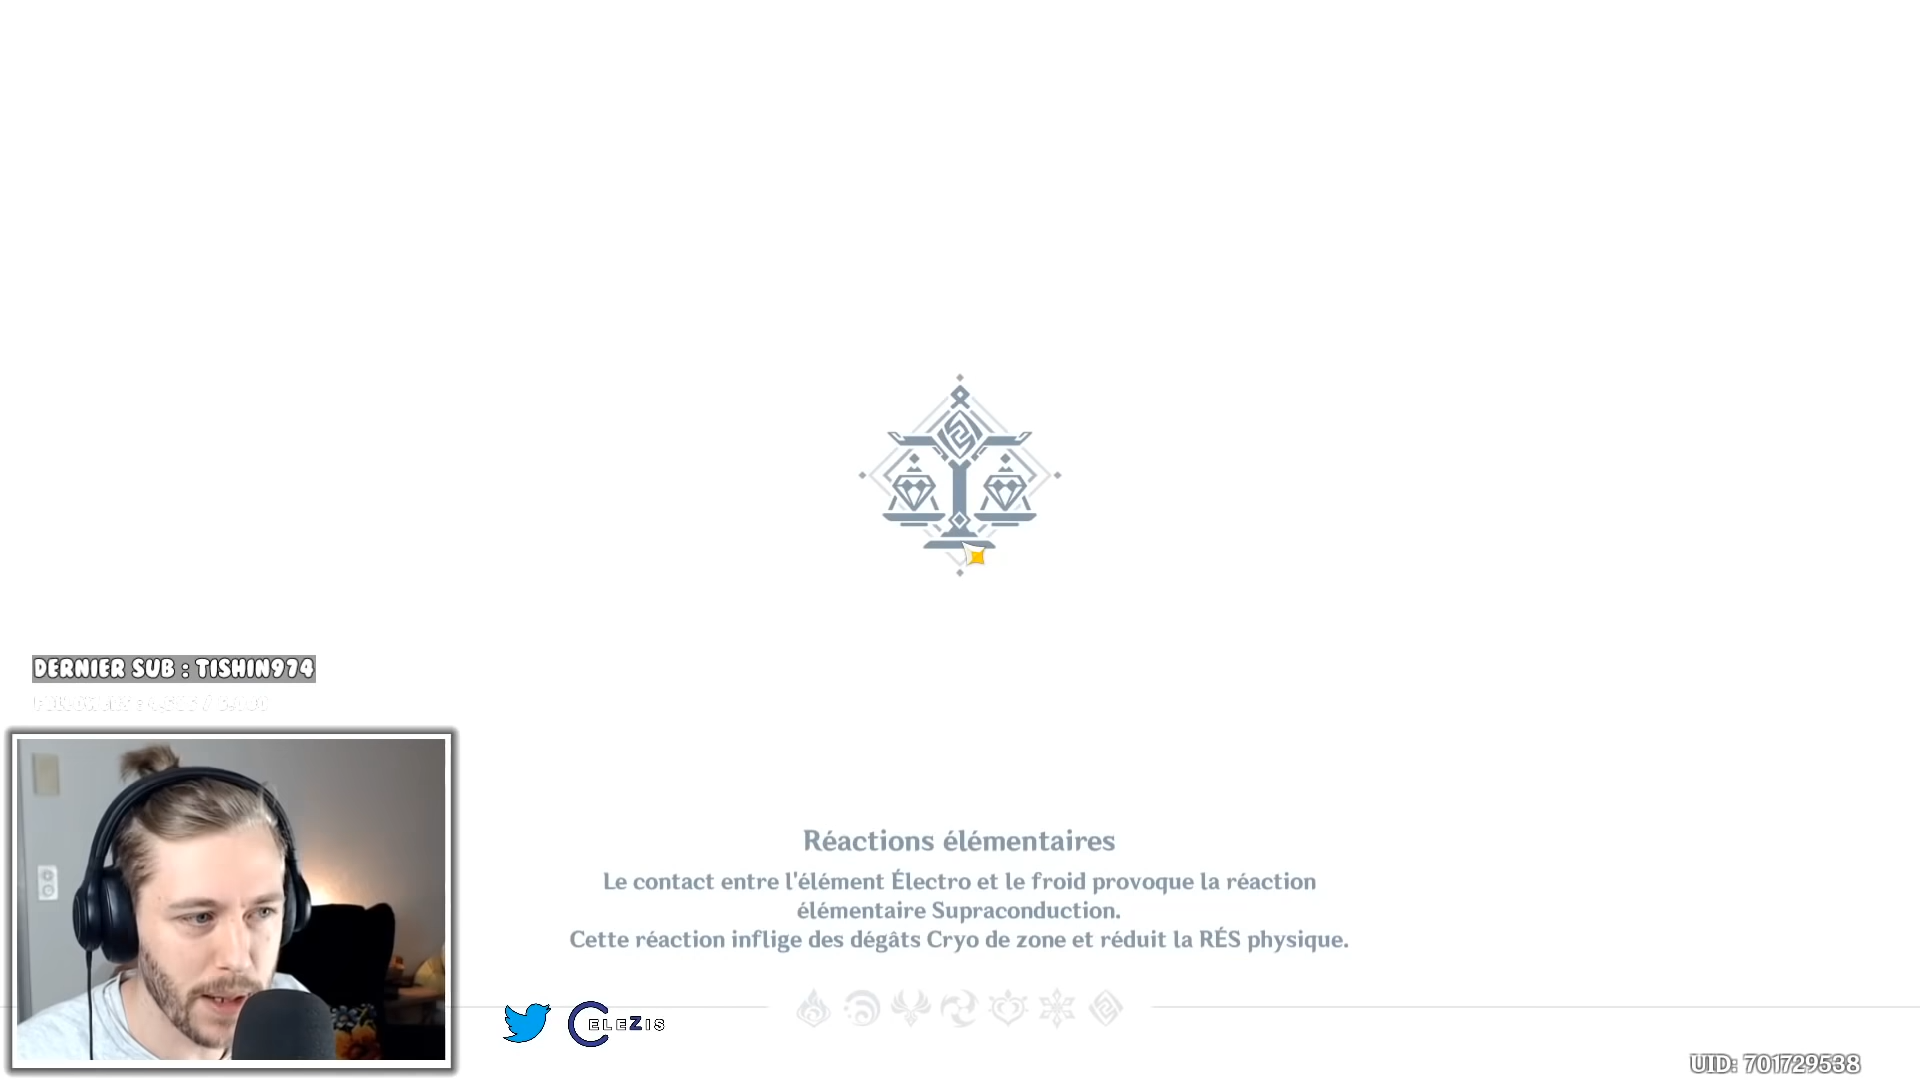 DERNIER SUB : TISHIN974
Réactions élémentaires
Le contact entre l'élément Électro et le froid provoque la réaction
élémentaire Supraconduction.
Cette réaction inflige des dégâts Cryo de zone et réduit la RÉS physique.
CELEZIS
UID: 701729538